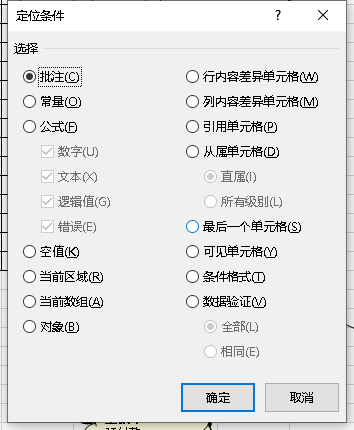 定位条件
选择
批注(C)
常量(O)
公式(F)
数字(U)
文本(X)
逻辑值(G)
错误(E)
空值(K)
当前区域(R)
当前数组(A)
对象(B)
行内容差异单元格(W)
列内容差异单元格(M)
引用单元格(P)
从属单元格(D)
直属(I)
所有级别(L)
最后一个单元格(S)
可见单元格(Y)
条件格式(T)
数据验证(V)
全部(L)
相同(E)
确定
取消